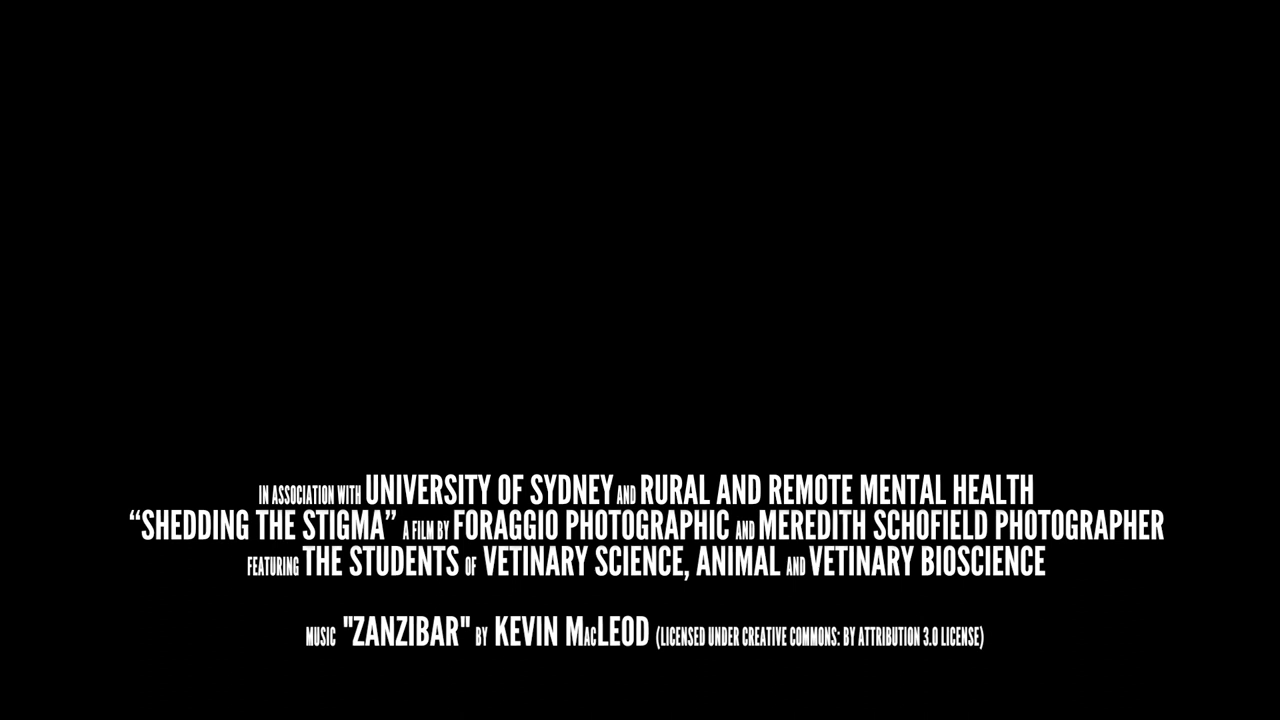 IN ASSOCIATION WITH UNIVERSITY OF SYDNEY AND RURAL AND REMOTE MENTAL HEALTH
“SHEDDING THE STIGMA” A FILM BY FORAGGIO PHOTOGRAPHIC AND MEREDITH SCHOFIELD PHOTOGRAPHER
FEATURING THE STUDENTS OF VETINARY SCIENCE, ANIMAL AND VETINARY BIOSCIENCE
MUSIC "ZANZIBAR" BY KEVIN MacLEOD (LICENSED UNDER CREATIVE COMMONS: BY ATTRIBUTION 3.0 LICENSE)